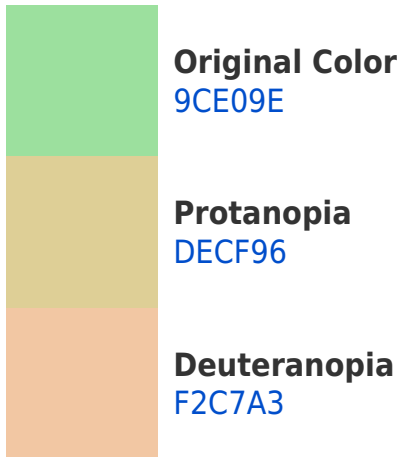 Original Color
9CE09E
Protanopia
DECF96
Deuteranopia
F2C7A3